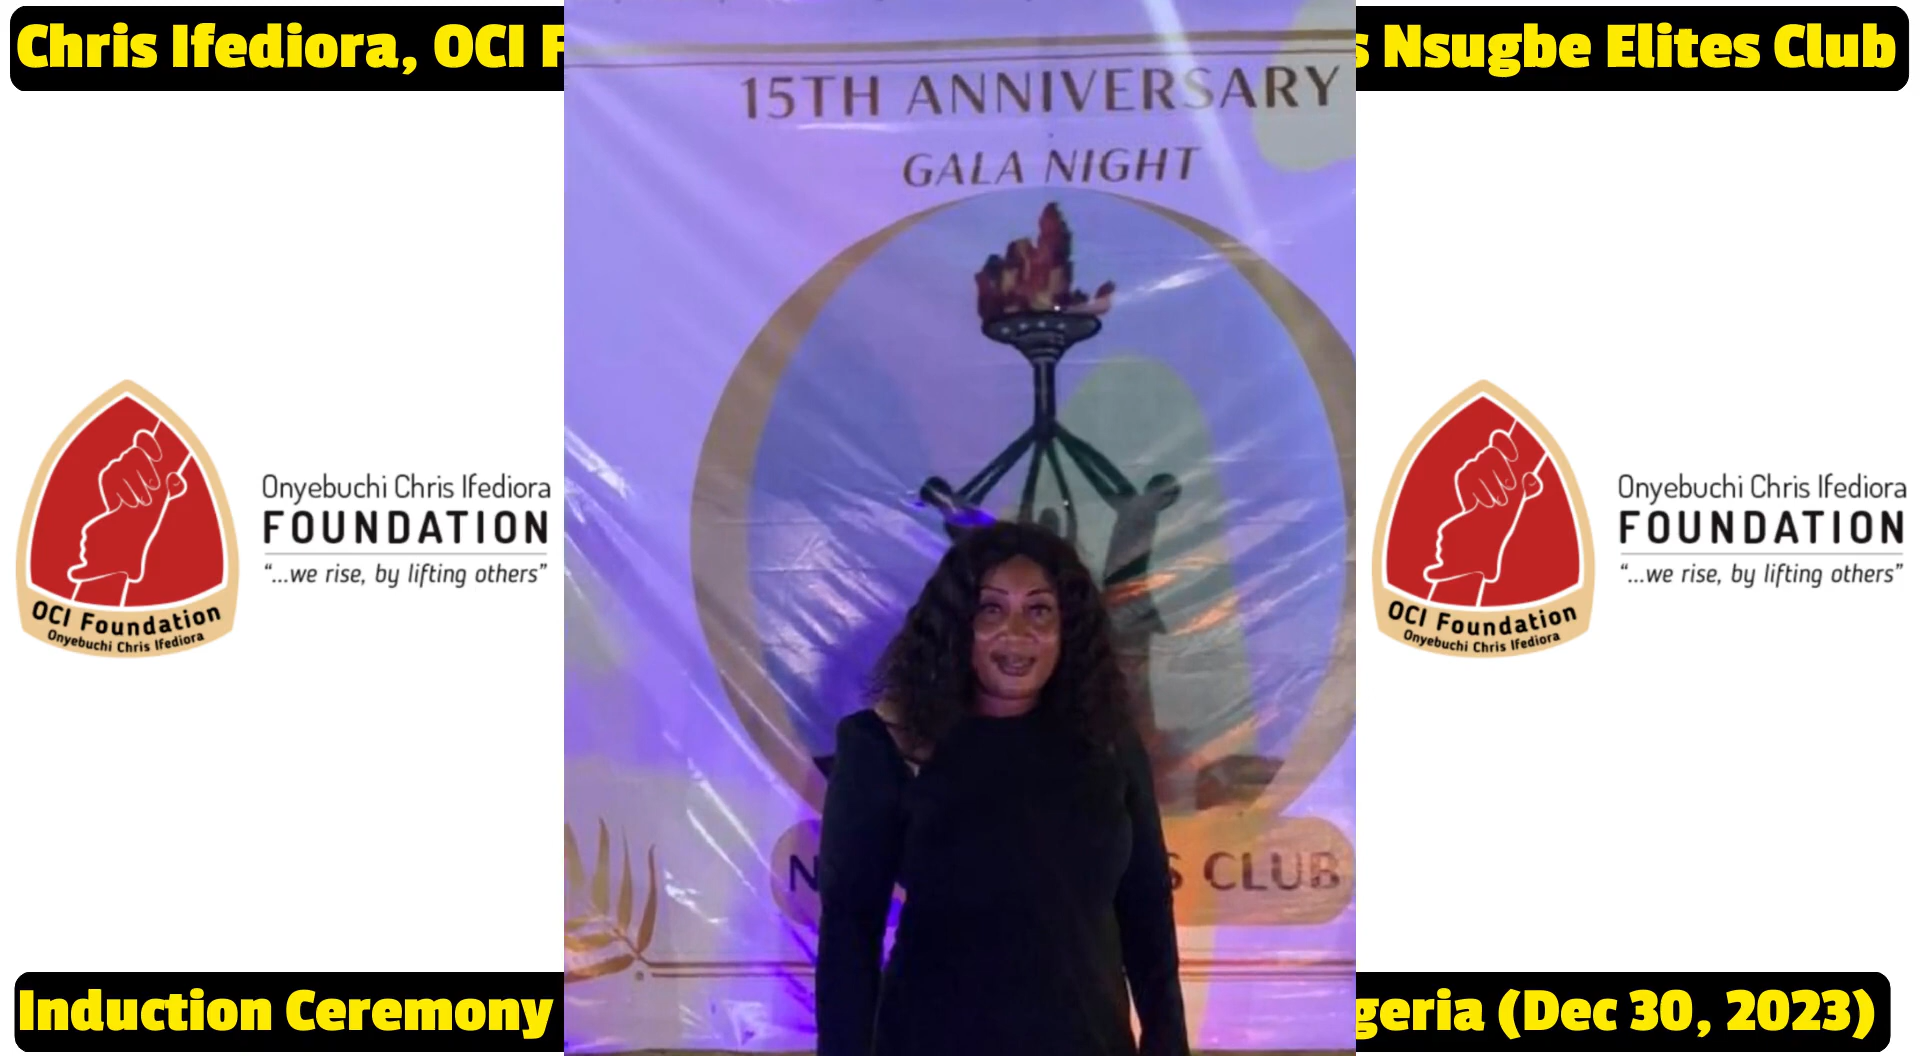 Chris Ifediora, OCI F
s Nsugbe Elites Club
15TH ANNIVERSARY
GALA NIGHT
Onyebuchi Chris Ifediora
FOUNDATION
“...we rise, by lifting others”
OCI Foundation
Onyebuchi Chris Ifediora
Onyebuchi Chris Ifediora
FOUNDATION
“...we rise, by lifting others”
OCI Foundation
Onyebuchi Chris Ifediora
N S CLUB
Induction Ceremony
geria (Dec 30, 2023)